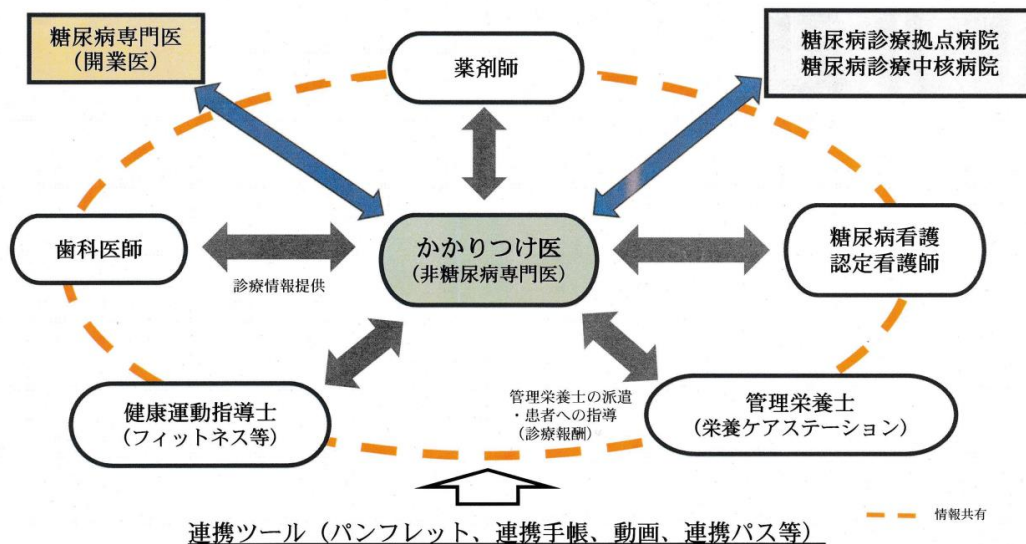 糖尿病専門医
(開業医)
薬剤師
糖尿病診療拠点病院
糖尿病診療中核病院
歯科医師
かかりつけ医
(非糖尿病専門医)
糖尿病看護
認定看護師
診療情報提供
健康運動指導士
(フィットネス等)
管理栄養士の派遣
・患者への指導
(診療報酬)
管理栄養士
(栄養ケアステーション)
連携ツール(パンフレット、連携手帳、動画、連携パス等)
情報共有